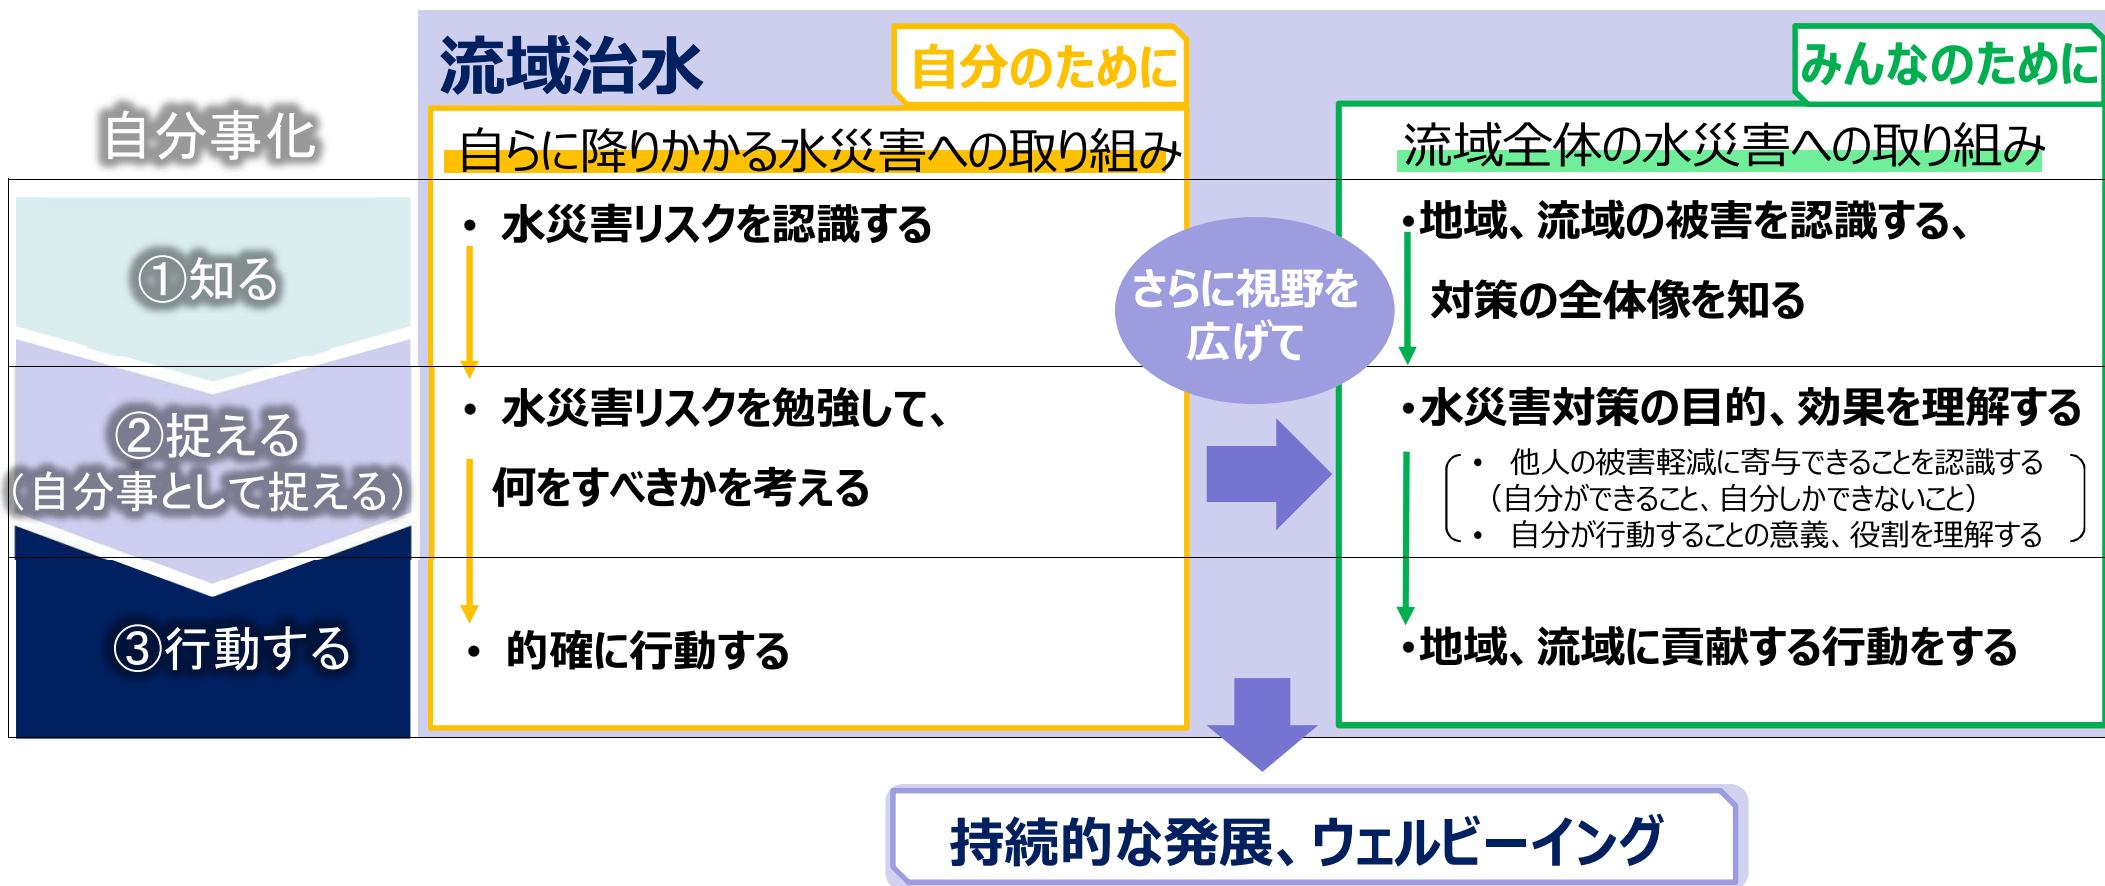 流域治水
自分のために
みんなのために
自分事化
自らに降りかかる水災害への取り組み
流域全体の水災害への取り組み
①知る
・ 水災害リスクを認識する
さらに視野を
広げて
・地域、流域の被害を認識する、
対策の全体像を知る
②捉える
（自分事として捉える）
・ 水災害リスクを勉強して、
何をすべきかを考える
・水災害対策の目的、効果を理解する
・ 他人の被害軽減に寄与できることを認識する
（自分ができること、自分しかできないこと）
・ 自分が行動することの意義、役割を理解する
③行動する
・ 的確に行動する
・地域、流域に貢献する行動をする
持続的な発展、ウェルビーイング